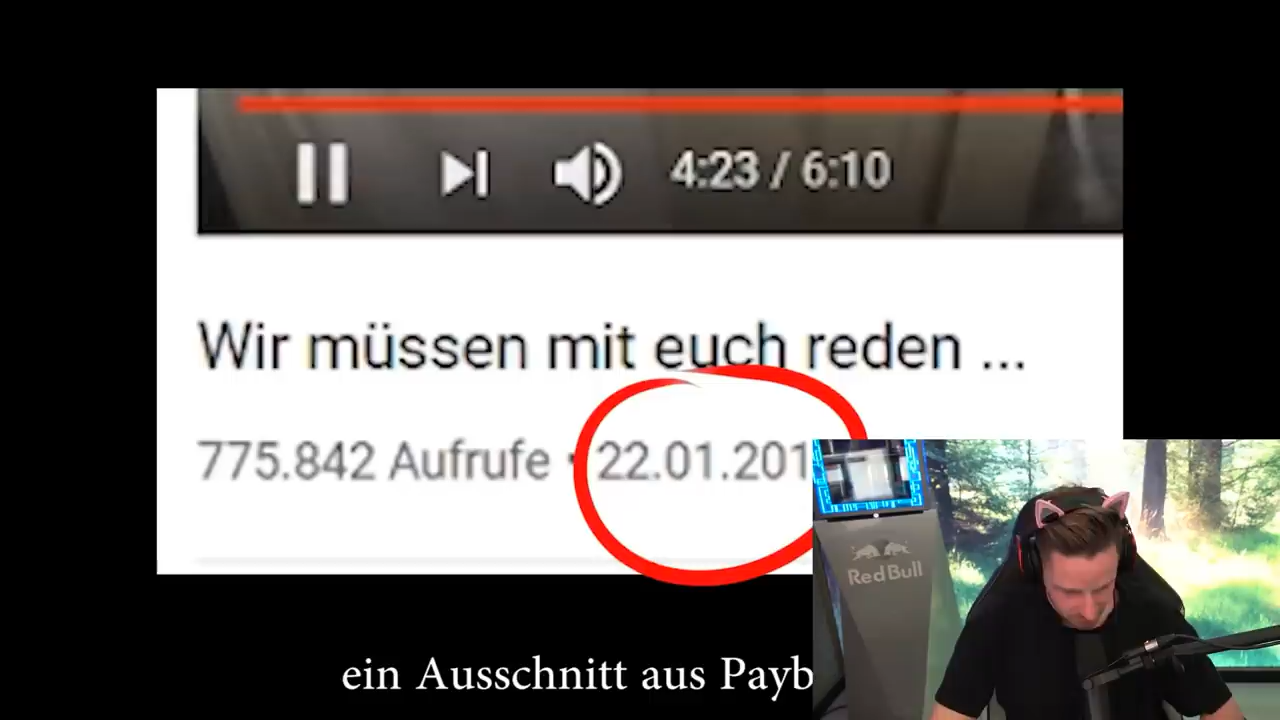 4:23 / 6:10
Wir müssen mit euch reden ...
775.842 Aufrufe • 22.01.201
Red Bull
ein Ausschnitt aus Payb